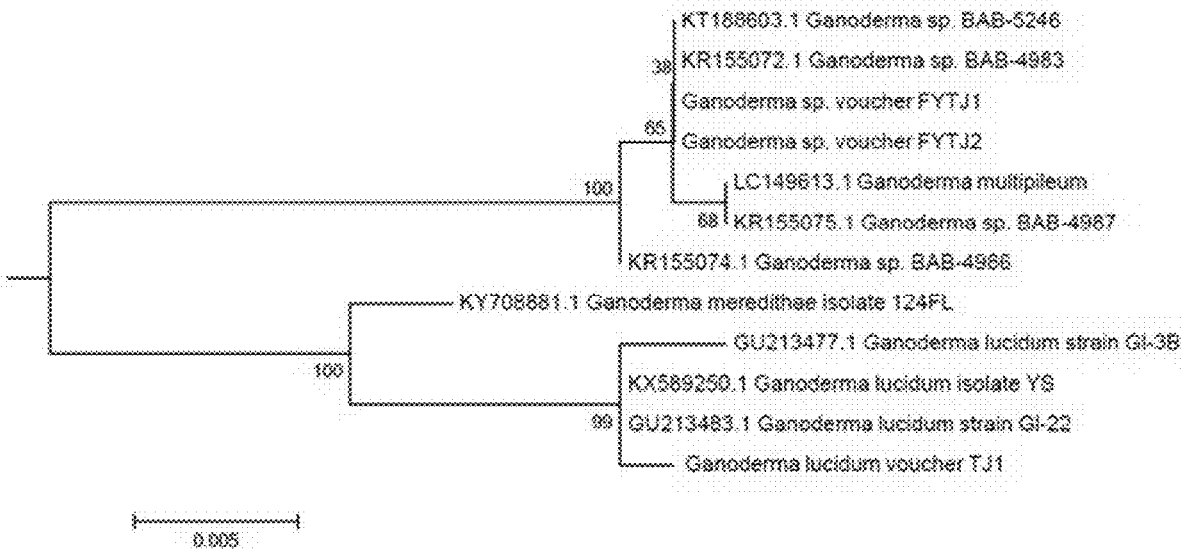 KT188603.1 Ganoderma sp. BAB-5246
38
KR155072.1 Ganoderma sp. BAB-4983
Ganoderma sp. voucher FYTJ1
65
Ganoderma sp. voucher FYTJ2
100
LC149613.1 Ganoderma multipileum
68
KR155075.1 Ganoderma sp. BAB-4987
KR155074.1 Ganoderma sp. BAB-4986
KY708881.1 Ganoderma meredithae isolate 124FL
100
GU213477.1 Ganoderma lucidum strain Gl-3B
KX589250.1 Ganoderma lucidum isolate YS
99
GU213483.1 Ganoderma lucidum strain Gl-22
Ganoderma lucidum voucher TJ1
0.005